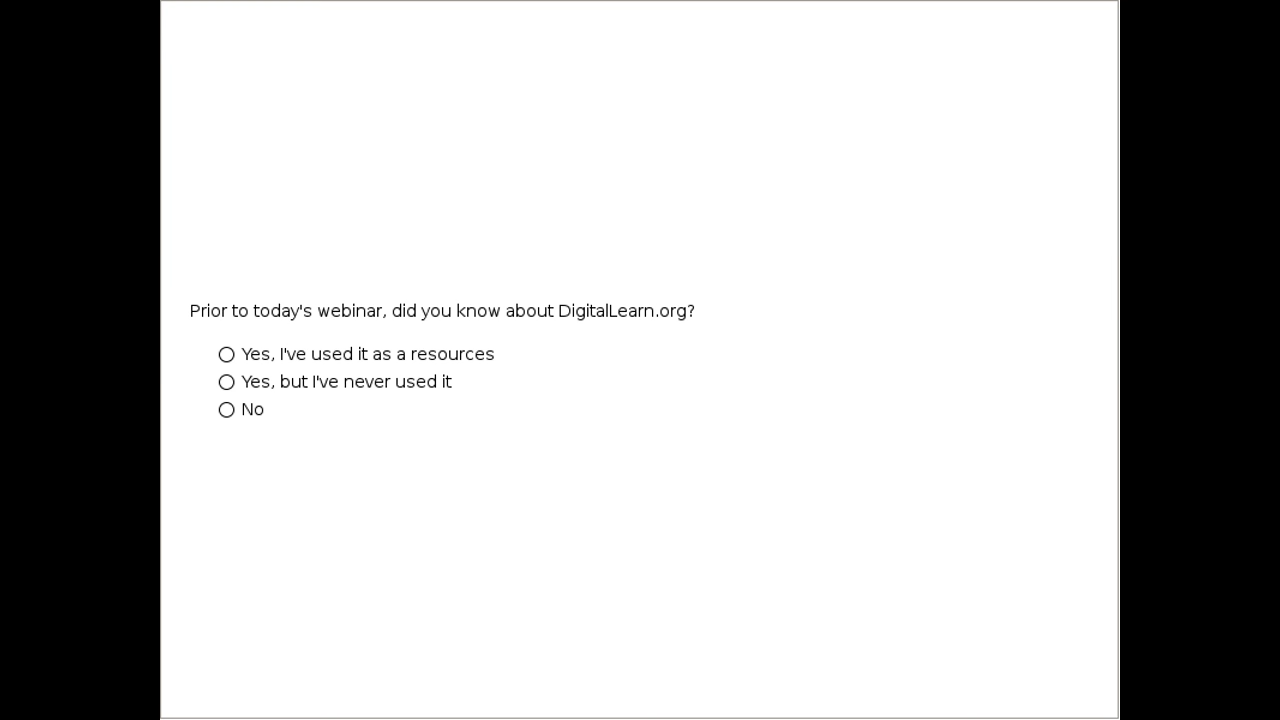 Prior to today's webinar, did you know about DigitalLearn.org?
Yes, I've used it as a resources
Yes, but I've never used it
No